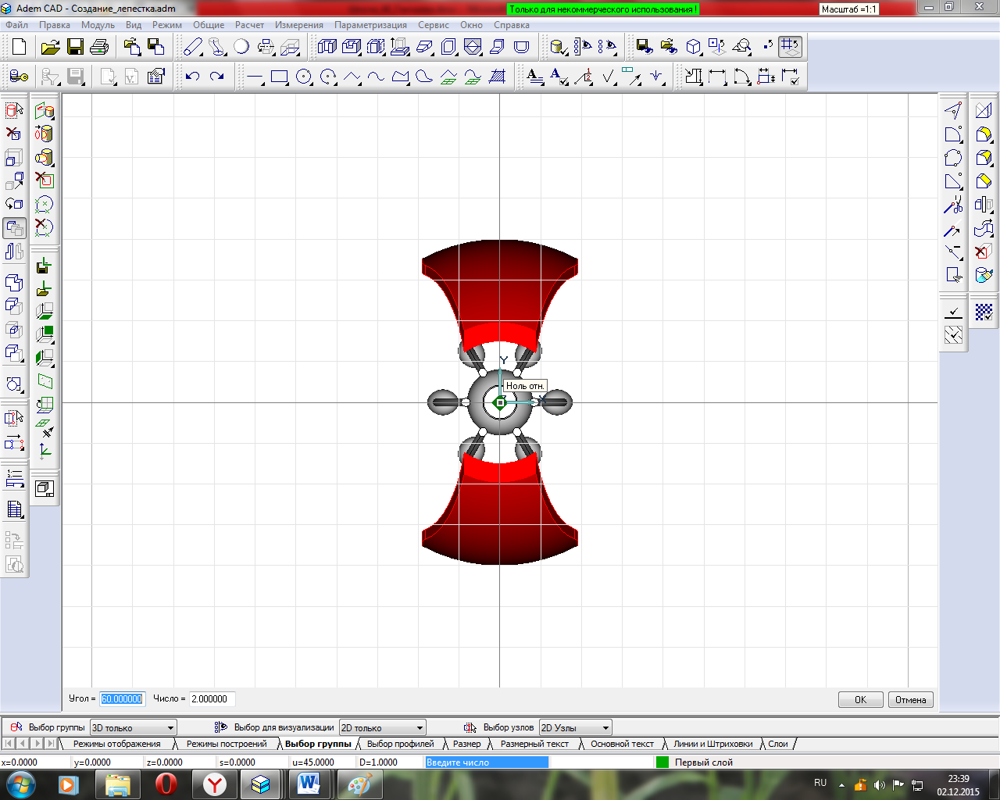 Adem CAD - Создание_лепестка.adm
Только для некоммерческого использования !
Масштаб =1:1
Файл Правка Модуль Вид Режим Общие Расчет Измерения Параметризация Сервис Окно Справка
Y
Ноль отн.
X
Угол = 60.000000 Число = 2.000000 OK Отмена
Выбор группы 3D только Выбор для визуализации 2D только Выбор узлов 2D Узлы
Режимы отображения Режимы построений Выбор группы Выбор профилей Размер Размерный текст Основной текст Линии и Штриховки Слои
x=0.0000 y=0.0000 z=0.0000 s=0.0000 u=45.0000 D=1.0000 Введите число Первый слой
RU 23:39
02.12.2015